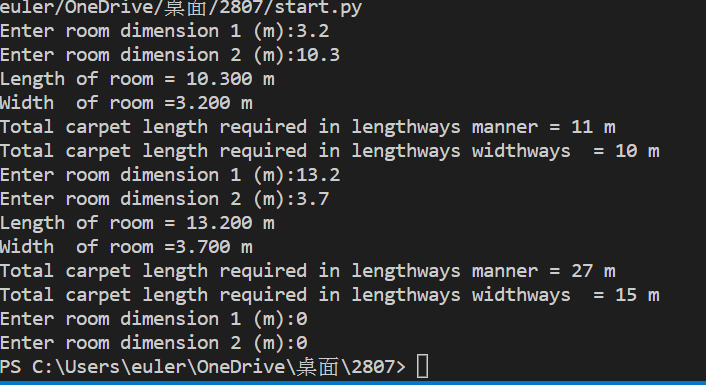 euler/OneDrive/桌面/2807/start.py
Enter room dimension 1 (m):3.2
Enter room dimension 2 (m):10.3
Length of room = 10.300 m
Width  of room =3.200 m
Total carpet length required in lengthways manner = 11 m
Total carpet length required in lengthways widthways  = 10 m
Enter room dimension 1 (m):13.2
Enter room dimension 2 (m):3.7
Length of room = 13.200 m
Width  of room =3.700 m
Total carpet length required in lengthways manner = 27 m
Total carpet length required in lengthways widthways  = 15 m
Enter room dimension 1 (m):0
Enter room dimension 2 (m):0
PS C:\Users\euler\OneDrive\桌面\2807>